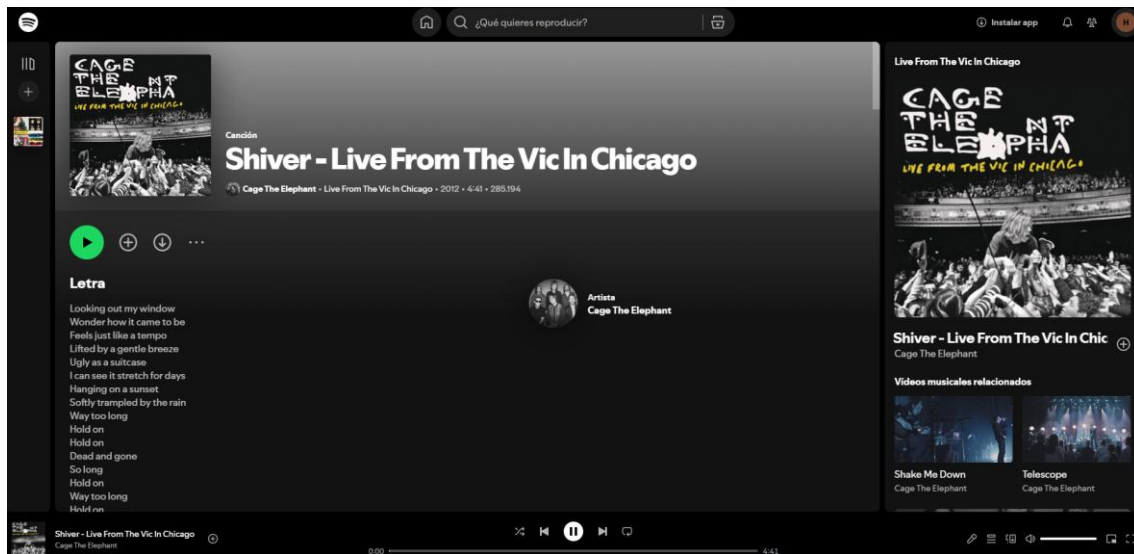 ¿Qué quieres reproducir?
Instalar app
H
CAGE
THE
ELEPHANT
LIVE FROM THE VIC IN CHICAGO
Canción
Shiver - Live From The Vic In Chicago
Cage The Elephant • Live From The Vic In Chicago • 2012 • 4:41 • 285.194
Letra
Looking out my window
Wonder how it came to be
Feels just like a tempo
Lifted by a gentle breeze
Ugly as a suitcase
I can see it stretch for days
Hanging on a sunset
Softly trampled by the rain
Way too long
Hold on
Hold on
Dead and gone
So long
Hold on
Way too long
Hold on
Artista
Cage The Elephant
Live From The Vic In Chicago
CAGE
THE
ELEPHANT
LIVE FROM THE VIC IN CHICAGO
Shiver - Live From The Vic In Chic
Cage The Elephant
Vídeos musicales relacionados
Shake Me Down
Cage The Elephant
Telescope
Cage The Elephant
Shiver - Live From The Vic In Chicago
Cage The Elephant
0:00
4:41